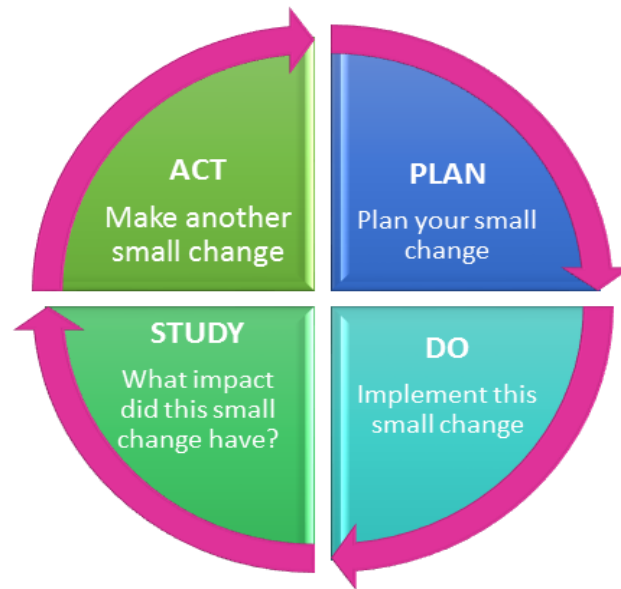 ACT
Make another
small change
PLAN
Plan your small
change
STUDY
What impact
did this small
change have?
DO
Implement this
small change